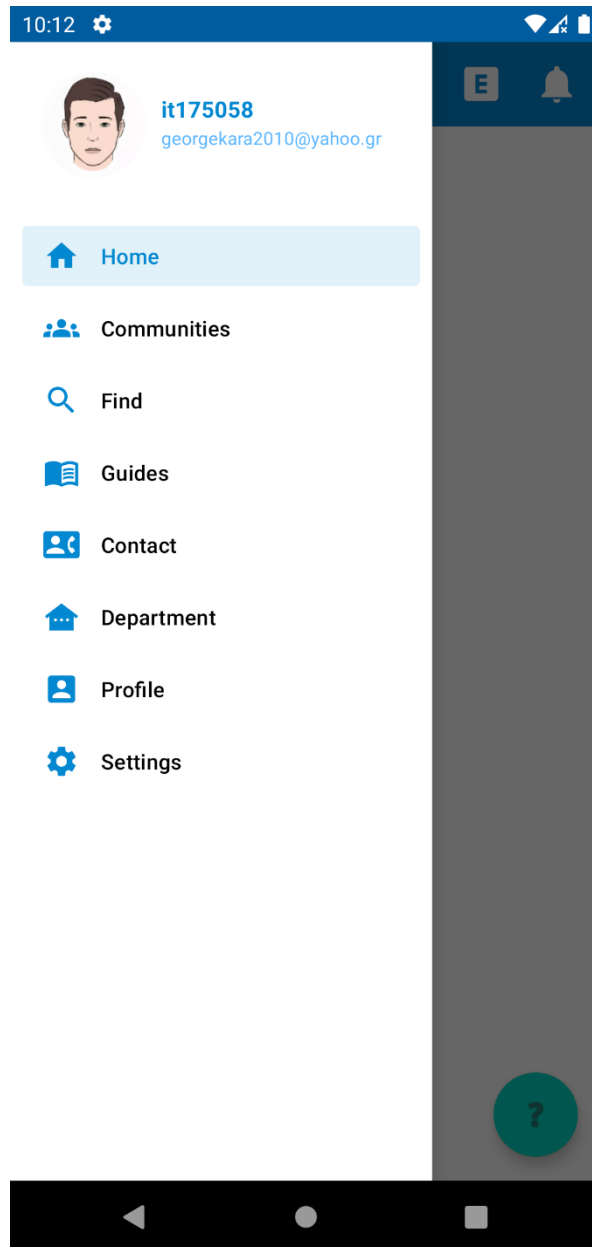 10:12
E
it175058
georgekara2010@yahoo.gr
Home
Communities
Find
Guides
Contact
Department
Profile
Settings
?